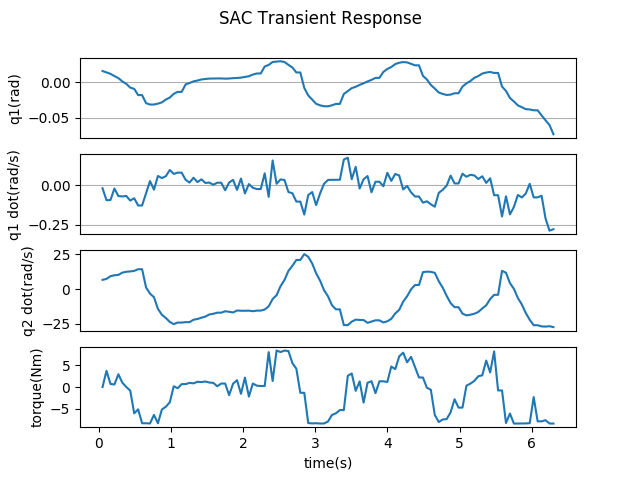 SAC Transient Response
q1(rad)
0.00
−0.05
q1 dot(rad/s)
0.00
−0.25
q2 dot(rad/s)
25
0
−25
torque(Nm)
5
0
−5
0 1 2 3 4 5 6
time(s)